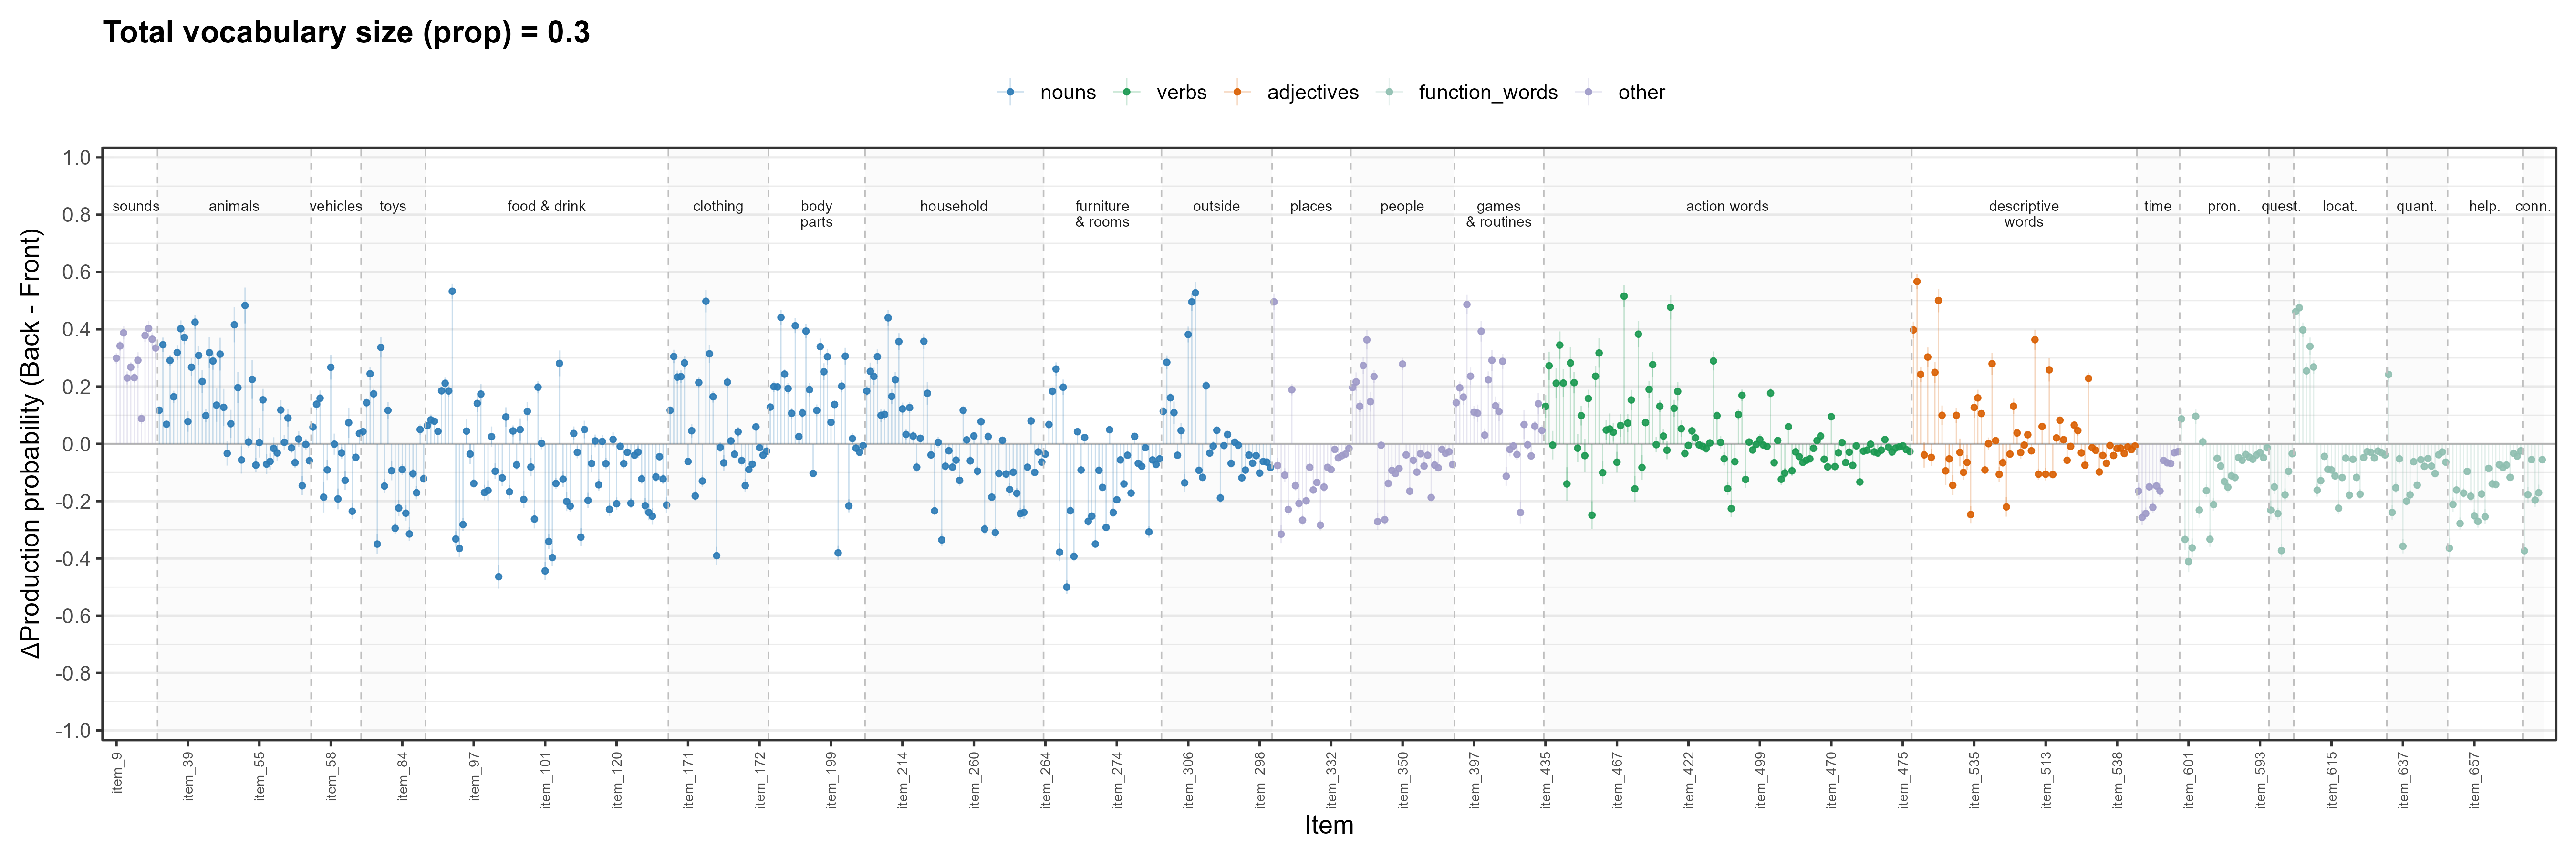 Total vocabulary size (prop) = 0.3
nouns verbs adjectives function_words other
ΔProduction probability (Back - Front)
1.0
0.8
0.6
0.4
0.2
0.0
-0.2
-0.4
-0.6
-0.8
-1.0
sounds animals vehicles toys food & drink clothing body parts household furniture & rooms outside places people games & routines action words descriptive words time pron. quest. locat. quant. help. conn.
item_9 item_39 item_55 item_58 item_84 item_97 item_101 item_120 item_171 item_172 item_195 item_214 item_260 item_264 item_274 item_306 item_298 item_332 item_350 item_397 item_435 item_467 item_422 item_499 item_470 item_475 item_535 item_513 item_538 item_601 item_593 item_615 item_637 item_657
Item